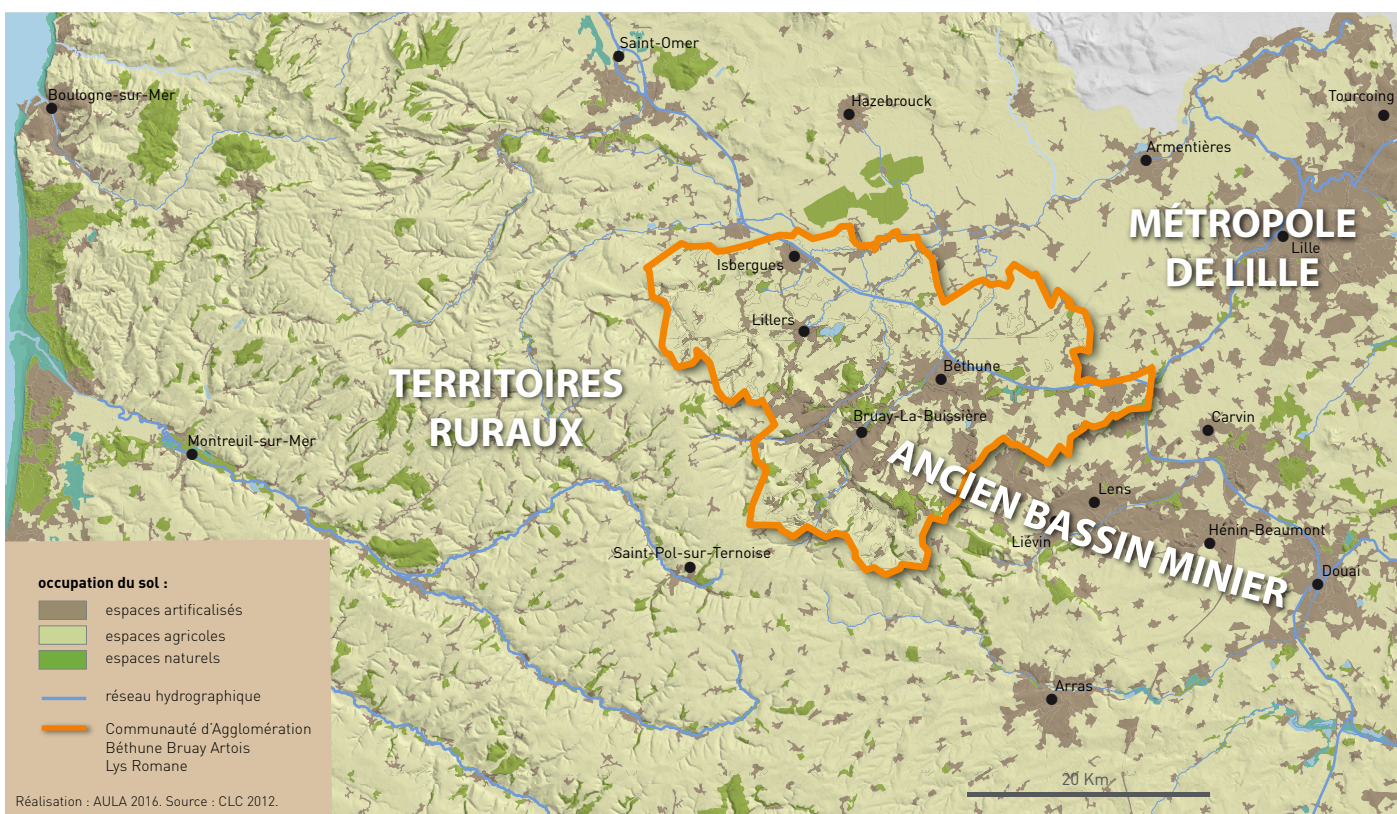 Saint-Omer
Boulogne-sur-Mer
Hazebrouck
Tourcoing
Armentières
MÉTROPOLE
DE LILLE
Lille
Isbergues
Lillers
Béthune
TERRITOIRES
RURAUX
Bruay-La-Buissière
Carvin
Montreuil-sur-Mer
ANCIEN BASSIN MINIER
Lens
Hénin-Beaumont
Liévin
Saint-Pol-sur-Ternoise
Douai
Arras
20 Km
occupation du sol :
espaces artificalisés
espaces agricoles
espaces naturels
réseau hydrographique
Communauté d'Agglomération
Béthune Bruay Artois
Lys Romane
Réalisation : AULA 2016. Source : CLC 2012.